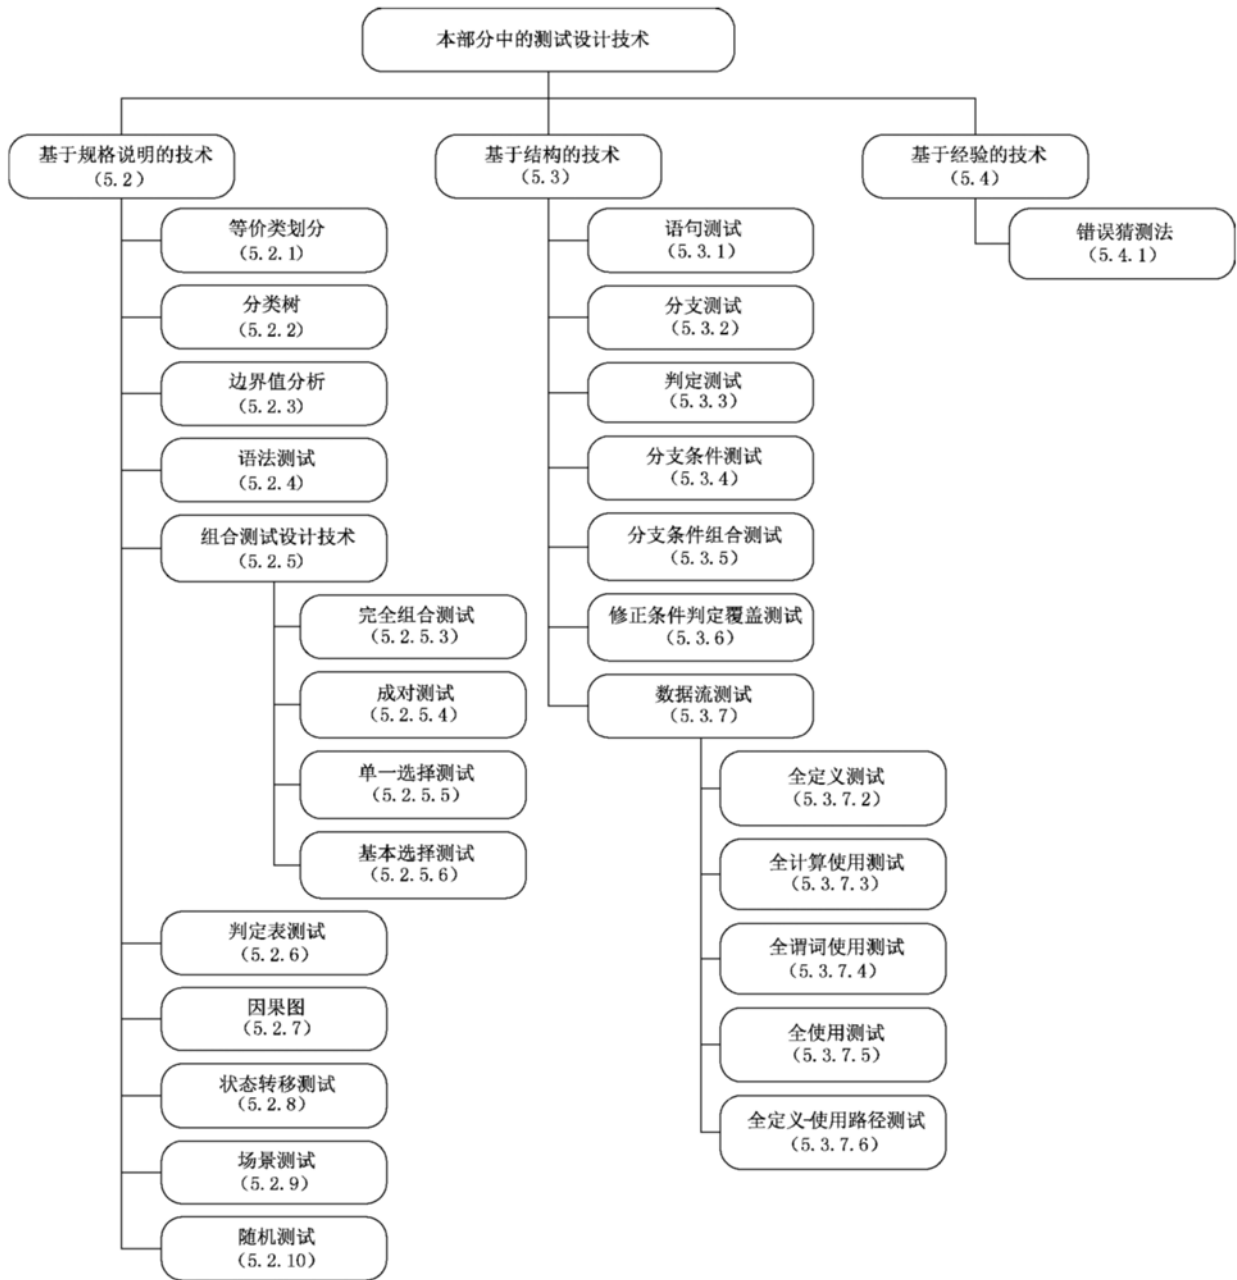 本部分中的测试设计技术
基于规格说明的技术
(5.2)
等价类划分
(5.2.1)
分类树
(5.2.2)
边界值分析
(5.2.3)
语法测试
(5.2.4)
组合测试设计技术
(5.2.5)
完全组合测试
(5.2.5.3)
成对测试
(5.2.5.4)
单一选择测试
(5.2.5.5)
基本选择测试
(5.2.5.6)
判定表测试
(5.2.6)
因果图
(5.2.7)
状态转移测试
(5.2.8)
场景测试
(5.2.9)
随机测试
(5.2.10)
基于结构的技术
(5.3)
语句测试
(5.3.1)
分支测试
(5.3.2)
判定测试
(5.3.3)
分支条件测试
(5.3.4)
分支条件组合测试
(5.3.5)
修正条件判定覆盖测试
(5.3.6)
数据流测试
(5.3.7)
全定义测试
(5.3.7.2)
全计算使用测试
(5.3.7.3)
全谓词使用测试
(5.3.7.4)
全使用测试
(5.3.7.5)
全定义-使用路径测试
(5.3.7.6)
基于经验的技术
(5.4)
错误猜测法
(5.4.1)